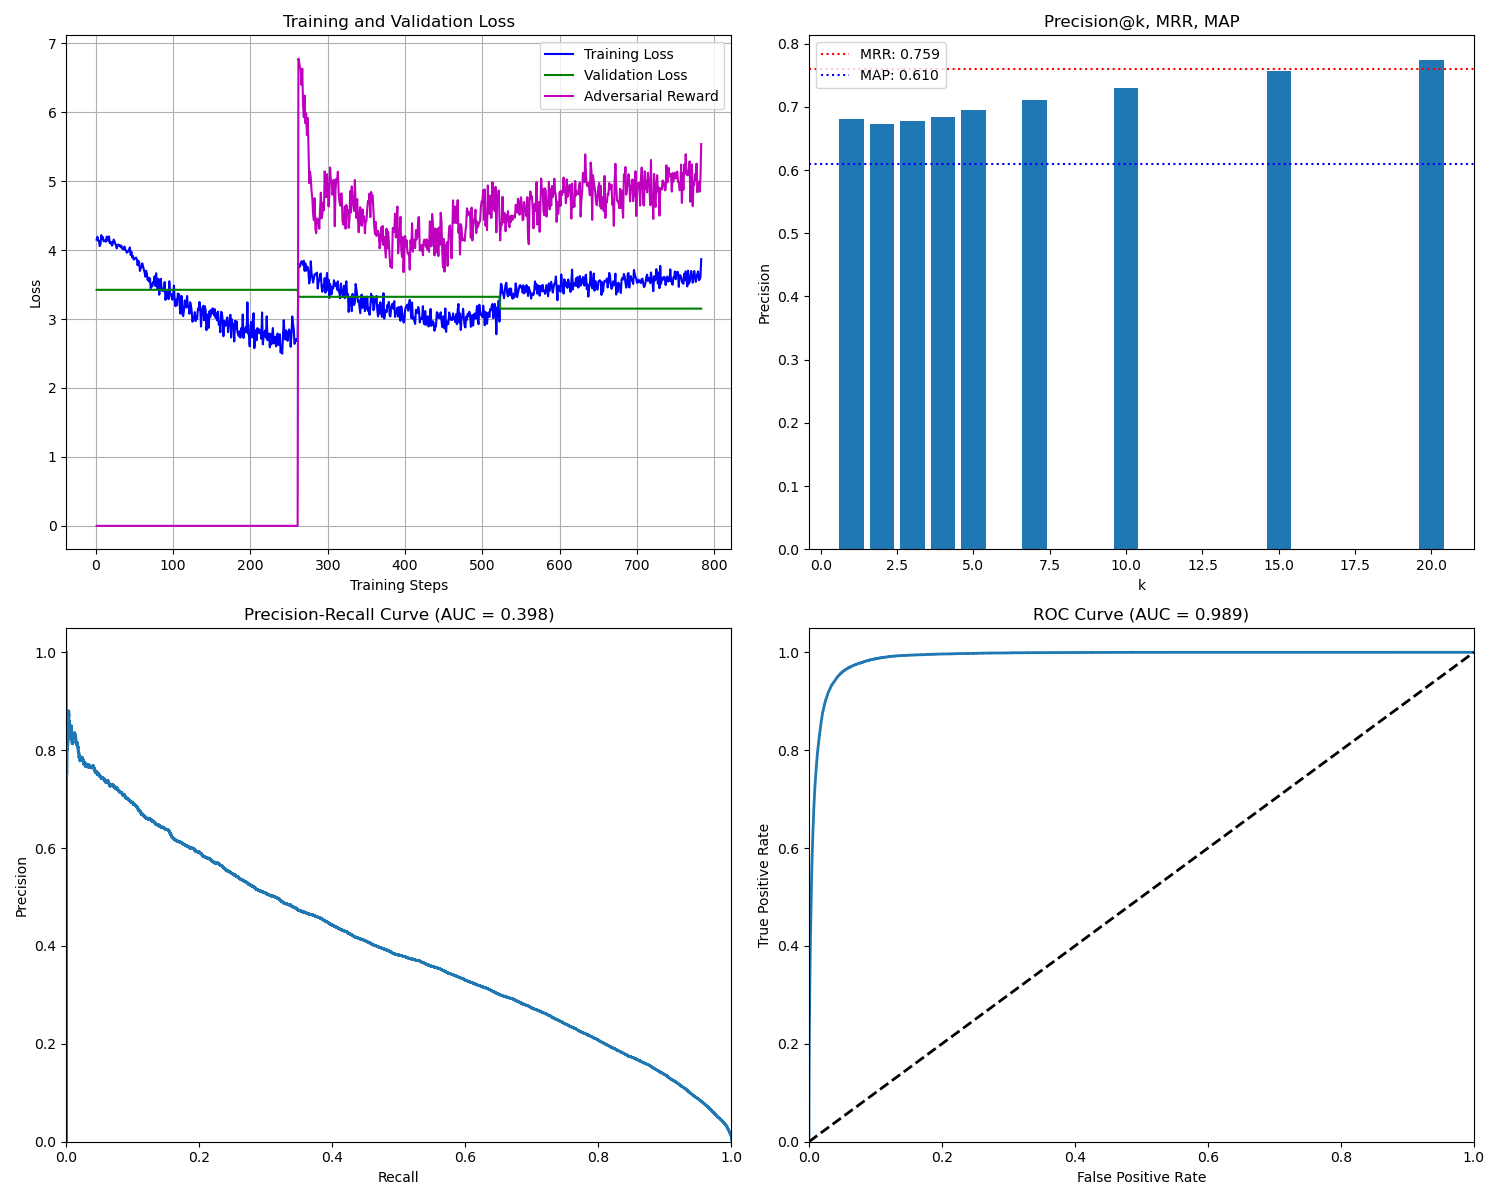 Training and Validation Loss
7
6
5
4
3
2
1
0
Loss
0 100 200 300 400 500 600 700 800
Training Steps
Training Loss
Validation Loss
Adversarial Reward
Precision@k, MRR, MAP
0.8
0.7
0.6
0.5
0.4
0.3
0.2
0.1
0.0
Precision
0.0 2.5 5.0 7.5 10.0 12.5 15.0 17.5 20.0
k
MRR: 0.759
MAP: 0.610
Precision-Recall Curve (AUC = 0.398)
1.0
0.8
0.6
0.4
0.2
0.0
Precision
0.0 0.2 0.4 0.6 0.8 1.0
Recall
ROC Curve (AUC = 0.989)
1.0
0.8
0.6
0.4
0.2
0.0
True Positive Rate
0.0 0.2 0.4 0.6 0.8 1.0
False Positive Rate